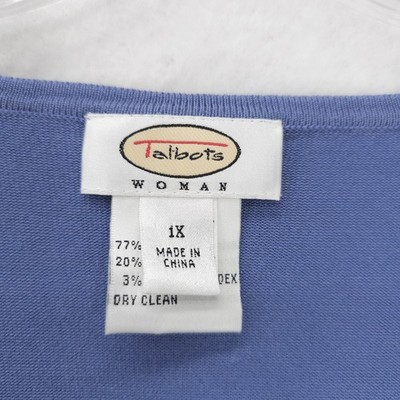 Talbots
WOMAN
1X
MADE IN
CHINA
77%
20%
3% DEX
DRY CLEAN